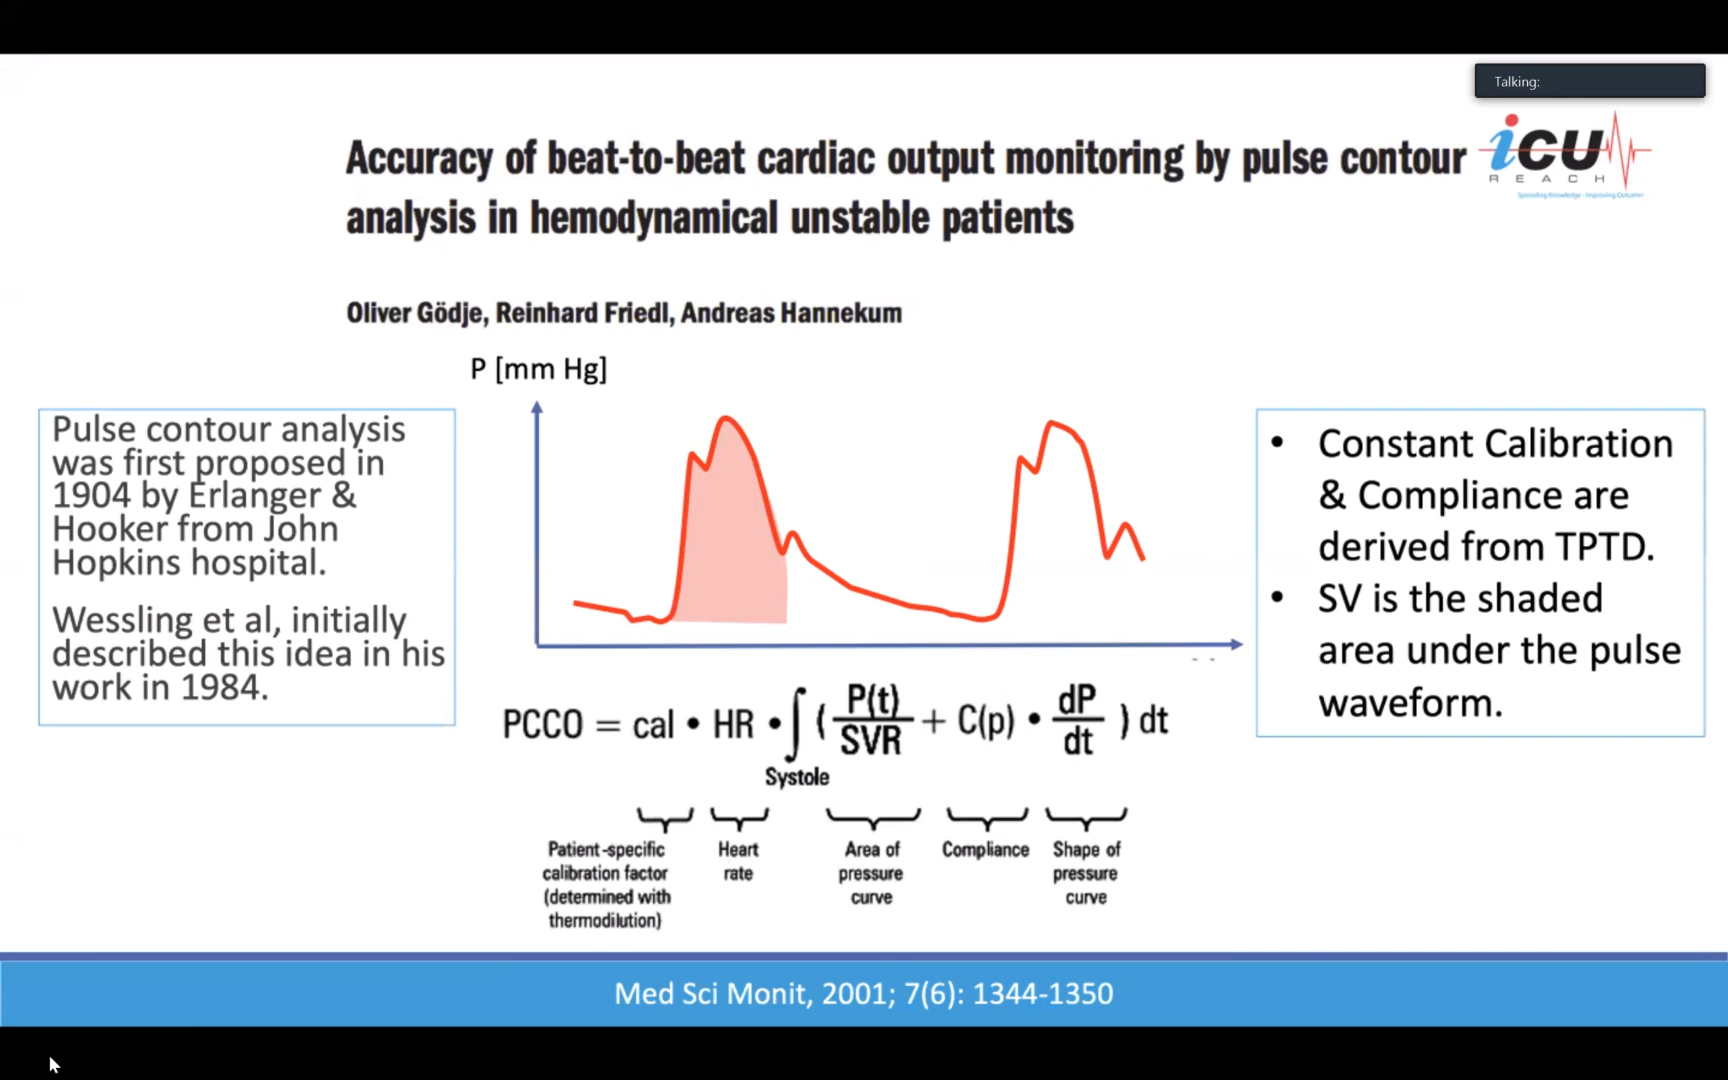 Talking:
Accuracy of beat-to-beat cardiac output monitoring by pulse contour
analysis in hemodynamical unstable patients
iCU
REACH
Spreading Knowledge - Improving Outcome
Oliver Gödje, Reinhard Friedl, Andreas Hannekum
P [mm Hg]
Pulse contour analysis
was first proposed in
1904 by Erlanger &
Hooker from John
Hopkins hospital.
Wessling et al, initially
described this idea in his
work in 1984.
• Constant Calibration
& Compliance are
derived from TPTD.
• SV is the shaded
area under the pulse
waveform.
PCCO = cal • HR • ∫ ( P(t)/SVR + C(p) • dP/dt ) dt
Systole
Patient-specific
calibration factor
(determined with
thermodilution)
Heart
rate
Area of
pressure
curve
Compliance
Shape of
pressure
curve
Med Sci Monit, 2001; 7(6): 1344-1350